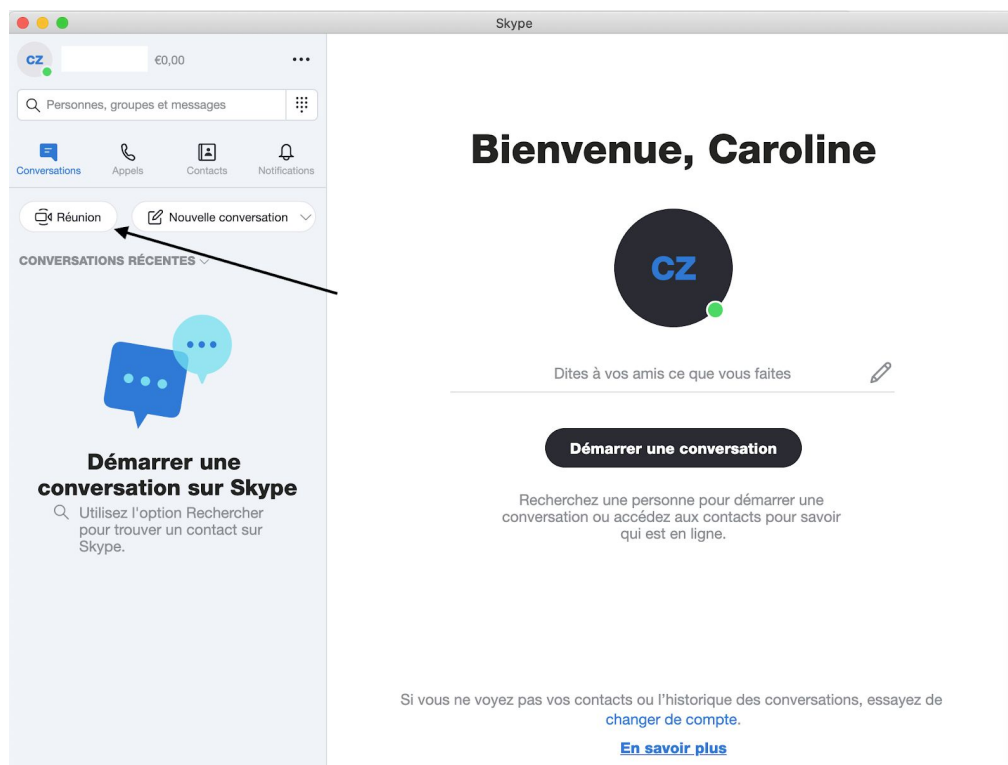 Skype
CZ
€0,00
Personnes, groupes et messages
Conversations
Appels
Contacts
Notifications
Réunion
Nouvelle conversation
CONVERSATIONS RÉCENTES
Démarrer une
conversation sur Skype
Utilisez l'option Rechercher
pour trouver un contact sur
Skype.
Bienvenue, Caroline
CZ
Dites à vos amis ce que vous faites
Démarrer une conversation
Recherchez une personne pour démarrer une
conversation ou accédez aux contacts pour savoir
qui est en ligne.
Si vous ne voyez pas vos contacts ou l’historique des conversations, essayez de
changer de compte.
En savoir plus